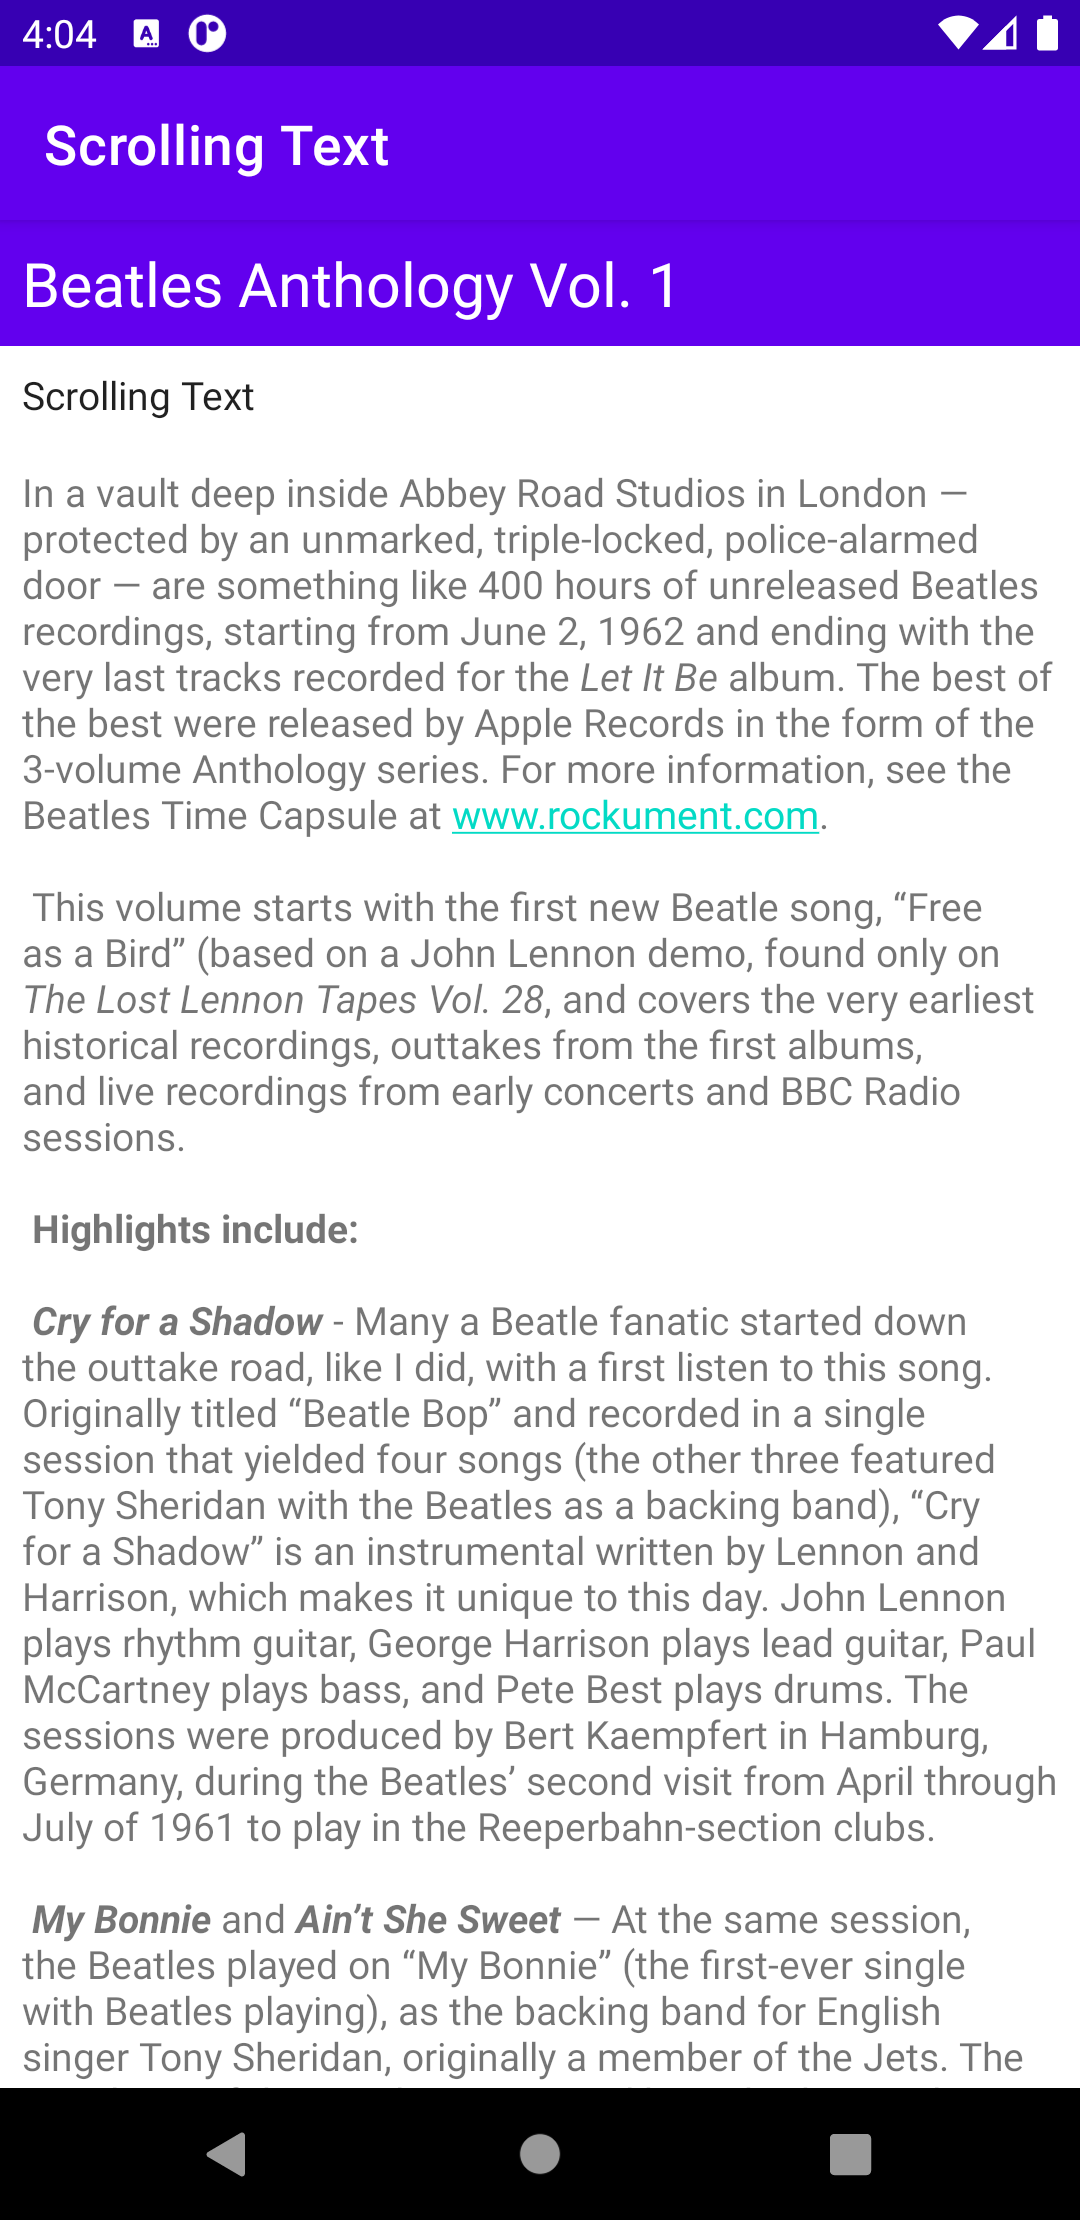 4:04
Scrolling Text
Beatles Anthology Vol. 1
Scrolling Text
In a vault deep inside Abbey Road Studios in London —
protected by an unmarked, triple-locked, police-alarmed
door — are something like 400 hours of unreleased Beatles
recordings, starting from June 2, 1962 and ending with the
very last tracks recorded for the Let It Be album. The best of
the best were released by Apple Records in the form of the
3-volume Anthology series. For more information, see the
Beatles Time Capsule at www.rockument.com.
This volume starts with the first new Beatle song, “Free
as a Bird” (based on a John Lennon demo, found only on
The Lost Lennon Tapes Vol. 28, and covers the very earliest
historical recordings, outtakes from the first albums,
and live recordings from early concerts and BBC Radio
sessions.
Highlights include:
Cry for a Shadow - Many a Beatle fanatic started down
the outtake road, like I did, with a first listen to this song.
Originally titled “Beatle Bop” and recorded in a single
session that yielded four songs (the other three featured
Tony Sheridan with the Beatles as a backing band), “Cry
for a Shadow” is an instrumental written by Lennon and
Harrison, which makes it unique to this day. John Lennon
plays rhythm guitar, George Harrison plays lead guitar, Paul
McCartney plays bass, and Pete Best plays drums. The
sessions were produced by Bert Kaempfert in Hamburg,
Germany, during the Beatles’ second visit from April through
July of 1961 to play in the Reeperbahn-section clubs.
My Bonnie and Ain’t She Sweet — At the same session,
the Beatles played on “My Bonnie” (the first-ever single
with Beatles playing), as the backing band for English
singer Tony Sheridan, originally a member of the Jets. The